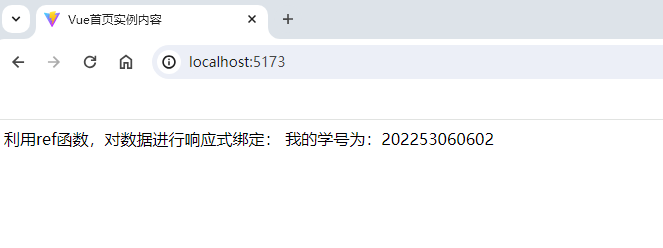 Vue首页实例内容
localhost:5173
利用ref函数，对数据进行响应式绑定： 我的学号为：202253060602